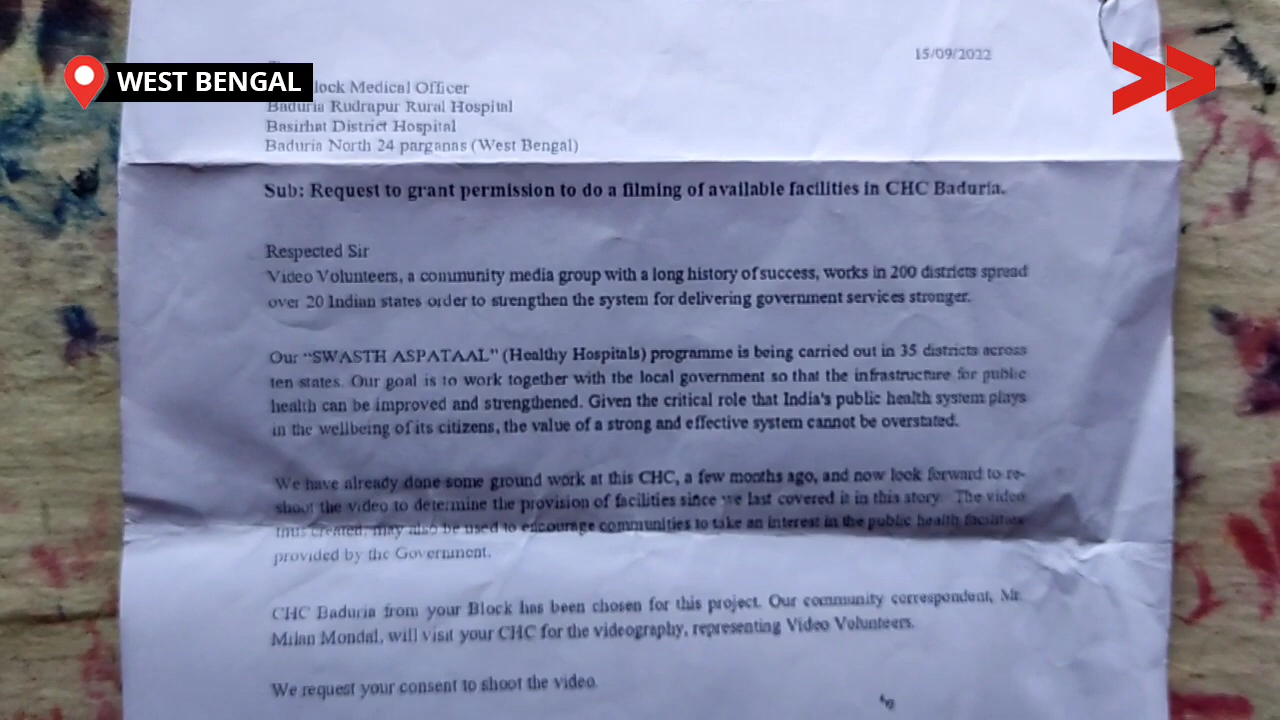 WEST BENGAL
15/09/2022
lock Medical Officer
Baduria Rudrapur Rural Hospital
Basirhat District Hospital
Baduria North 24 parganas (West Bengal)
Sub: Request to grant permission to do a filming of available facilities in CHC Baduria.
Respected Sir
Video Volunteers, a community media group with a long history of success, works in 200 districts spread
over 20 Indian states order to strengthen the system for delivering government services stronger.
Our “SWASTH ASPATAAL” (Healthy Hospitals) programme is being carried out in 35 districts across
ten states. Our goal is to work together with the local government so that the infrastructure for public
health can be improved and strengthened. Given the critical role that India's public health system plays
in the wellbeing of its citizens, the value of a strong and effective system cannot be overstated.
We have already done some ground work at this CHC, a few months ago, and now look forward to re-
shoot the video to determine the provision of facilities since we last covered it in this story. The video
thus created, may also be used to encourage communities to take an interest in the public health facilities
provided by the Government.
CHC Baduria from your Block has been chosen for this project. Our community correspondent, Mr.
Milan Mondal, will visit your CHC for the videography, representing Video Volunteers.
We request your consent to shoot the video.